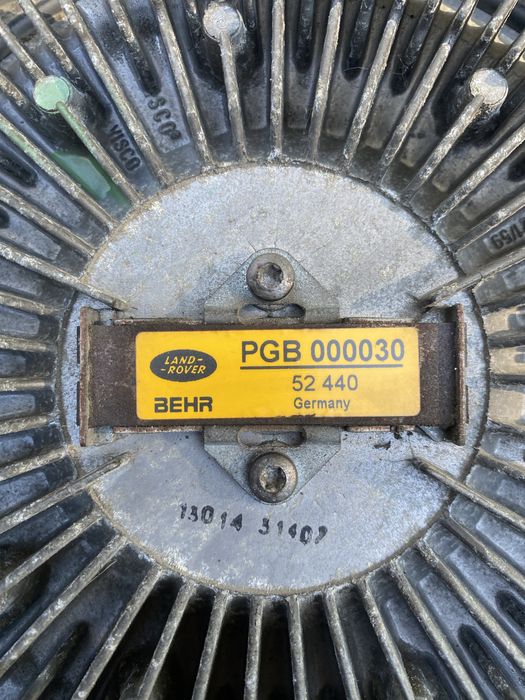 VISCO
LAND-
-ROVER
PGB 000030
52 440
BEHR
Germany
13014 31407